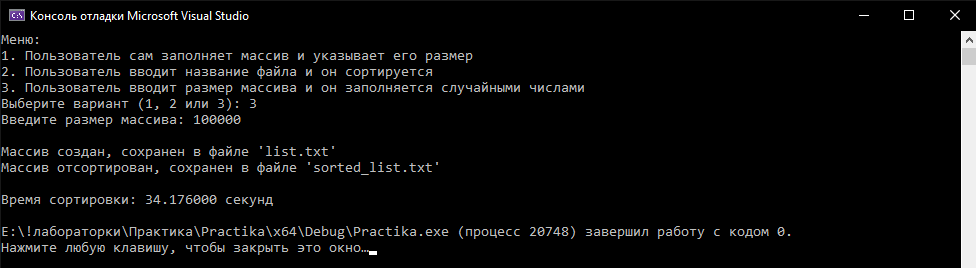 Консоль отладки Microsoft Visual Studio
Меню:
1. Пользователь сам заполняет массив и указывает его размер
2. Пользователь вводит название файла и он сортируется
3. Пользователь вводит размер массива и он заполняется случайными числами
Выберите вариант (1, 2 или 3): 3
Введите размер массива: 100000
Массив создан, сохранен в файле 'list.txt'
Массив отсортирован, сохранен в файле 'sorted_list.txt'
Время сортировки: 34.176000 секунд
E:\!лабораторки\Практика\Practika\x64\Debug\Practika.exe (процесс 20748) завершил работу с кодом 0.
Нажмите любую клавишу, чтобы закрыть это окно…